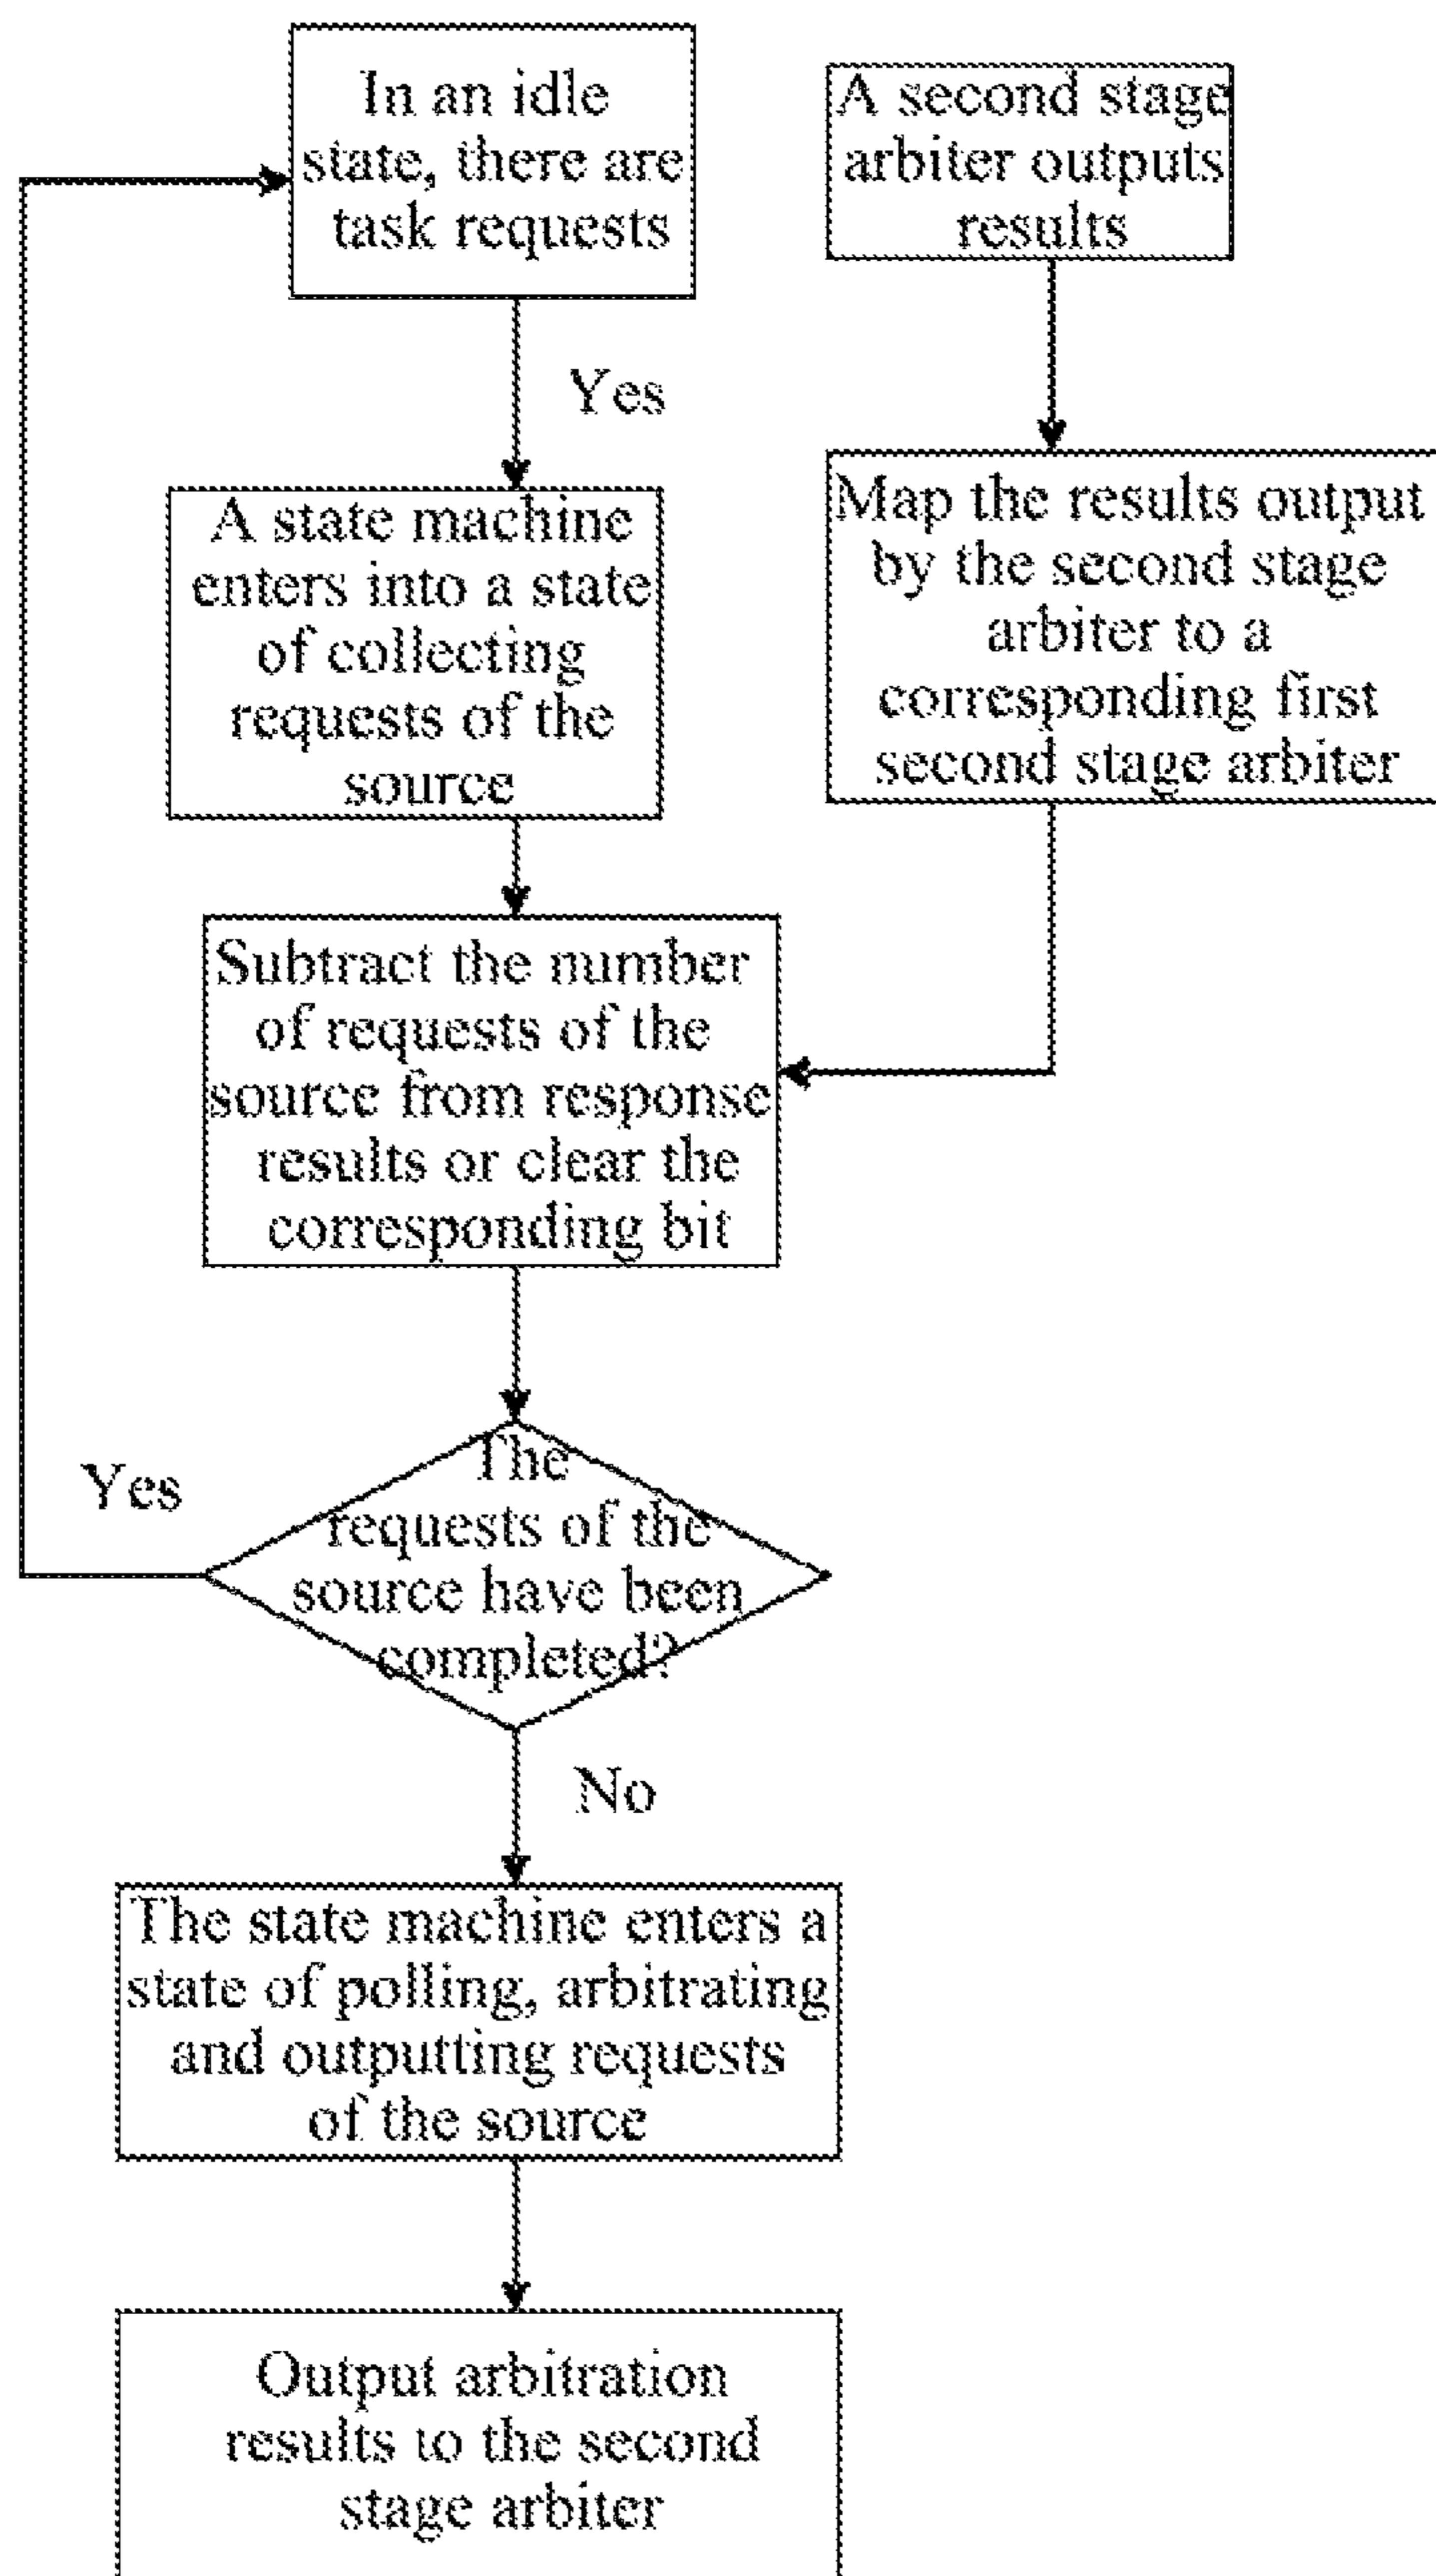 In an idle
state, there are
task requests
A second stage
arbiter outputs
results
Yes
A state machine
enters into a state
of collecting
requests of the
source
Map the results output
by the second stage
arbiter to a
corresponding first
second stage arbiter
Subtract the number
of requests of the
source from response
results or clear the
corresponding bit
Yes
The
requests of the
source have been
completed?
No
The state machine enters a
state of polling, arbitrating
and outputting requests
of the source
Output arbitration
results to the second
stage arbiter